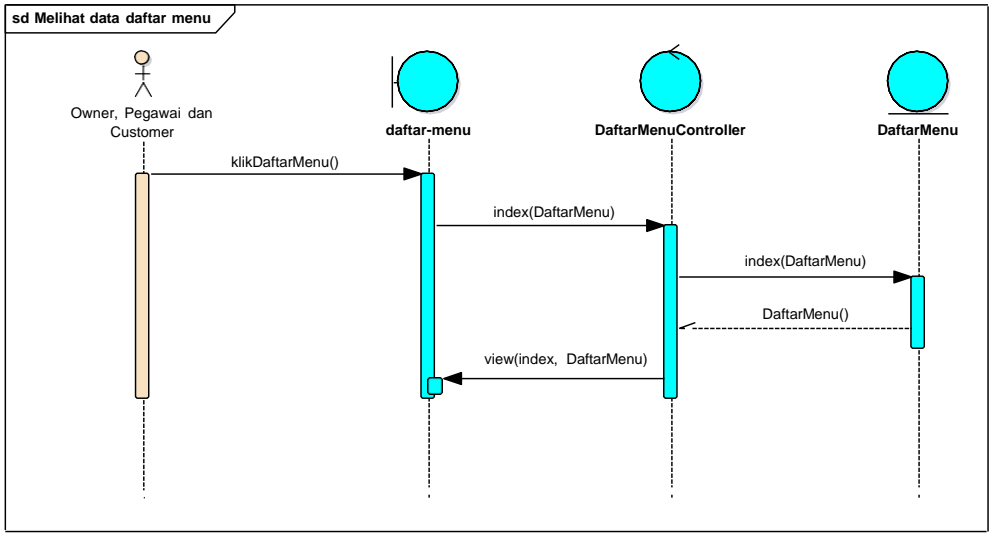 sd Melihat data daftar menu
Owner, Pegawai dan
Customer
daftar-menu
DaftarMenuController
DaftarMenu
klikDaftarMenu()
index(DaftarMenu)
index(DaftarMenu)
DaftarMenu()
view(index, DaftarMenu)